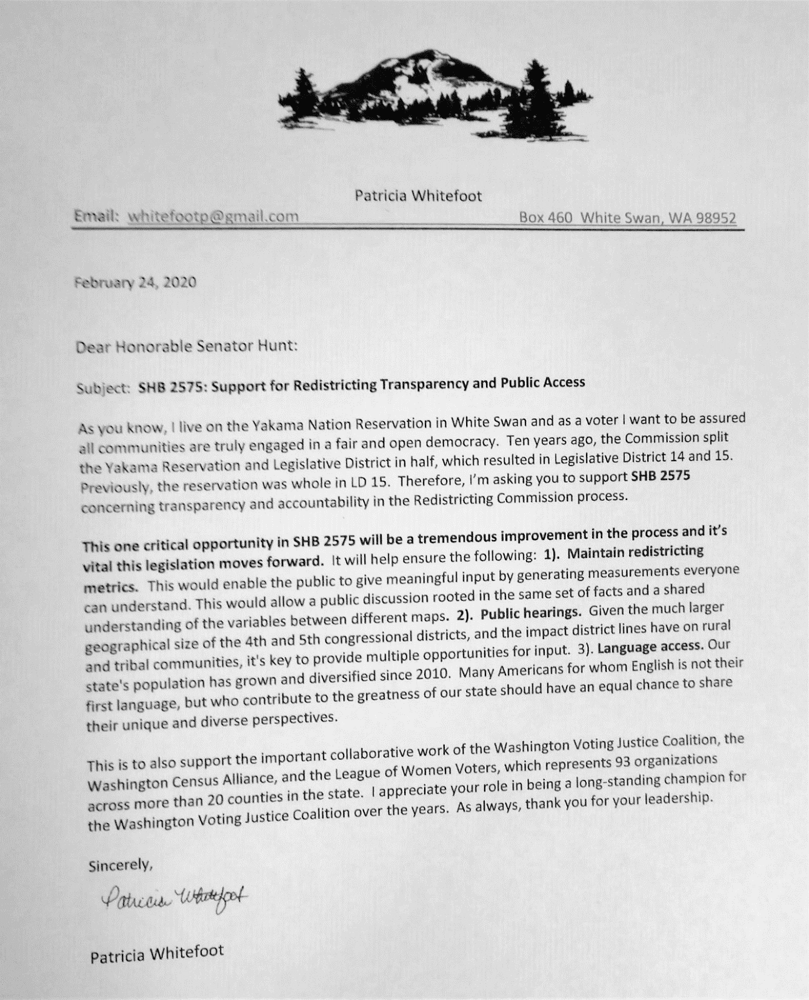 Patricia Whitefoot
Email: whitefootp@gmail.com Box 460 White Swan, WA 98952
February 24, 2020
Dear Honorable Senator Hunt:
Subject: SHB 2575: Support for Redistricting Transparency and Public Access
As you know, I live on the Yakama Nation Reservation in White Swan and as a voter I want to be assured
all communities are truly engaged in a fair and open democracy. Ten years ago, the Commission split
the Yakama Reservation and Legislative District in half, which resulted in Legislative District 14 and 15.
Previously, the reservation was whole in LD 15. Therefore, I'm asking you to support SHB 2575
concerning transparency and accountability in the Redistricting Commission process.
This one critical opportunity in SHB 2575 will be a tremendous improvement in the process and it's
vital this legislation moves forward. It will help ensure the following: 1). Maintain redistricting
metrics. This would enable the public to give meaningful input by generating measurements everyone
can understand. This would allow a public discussion rooted in the same set of facts and a shared
understanding of the variables between different maps. 2). Public hearings. Given the much larger
geographical size of the 4th and 5th congressional districts, and the impact district lines have on rural
and tribal communities, it's key to provide multiple opportunities for input. 3). Language access. Our
state's population has grown and diversified since 2010. Many Americans for whom English is not their
first language, but who contribute to the greatness of our state should have an equal chance to share
their unique and diverse perspectives.
This is to also support the important collaborative work of the Washington Voting Justice Coalition, the
Washington Census Alliance, and the League of Women Voters, which represents 93 organizations
across more than 20 counties in the state. I appreciate your role in being a long-standing champion for
the Washington Voting Justice Coalition over the years. As always, thank you for your leadership.
Sincerely,
Patricia Whitefoot
Patricia Whitefoot